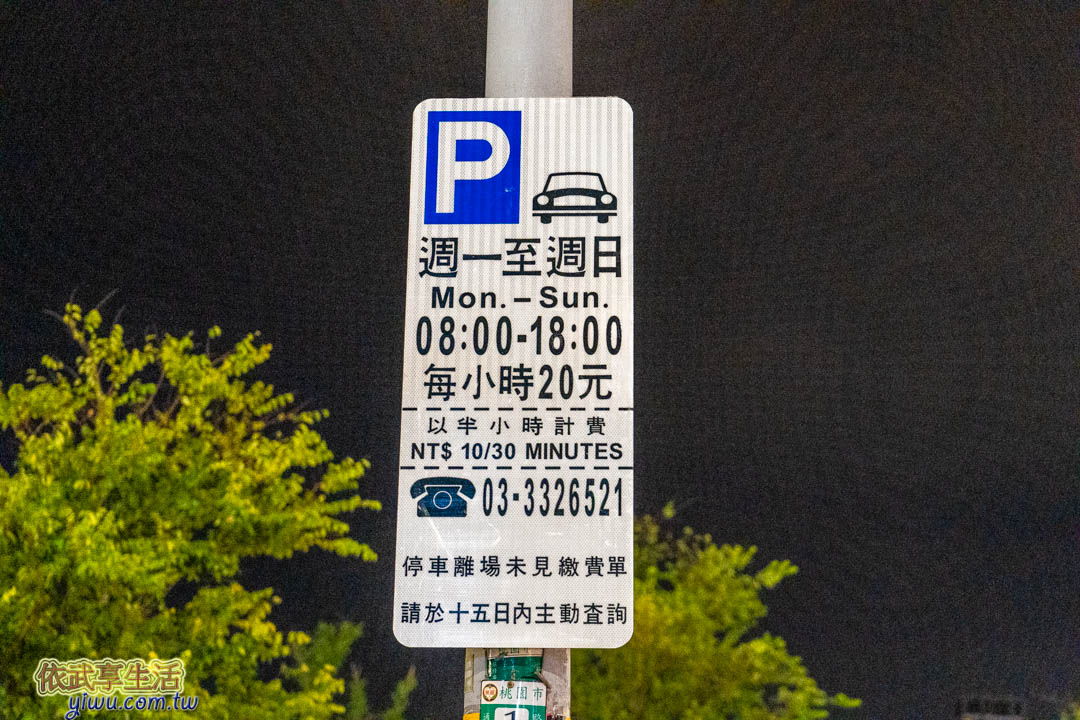 P
週一至週日
Mon. – Sun.
08:00-18:00
每小時20元
以半小時計費
NT$ 10/30 MINUTES
03-3326521
停車離場未見繳費單
請於十五日內主動查詢
桃園市
1
依武享生活
yiwu.com.tw